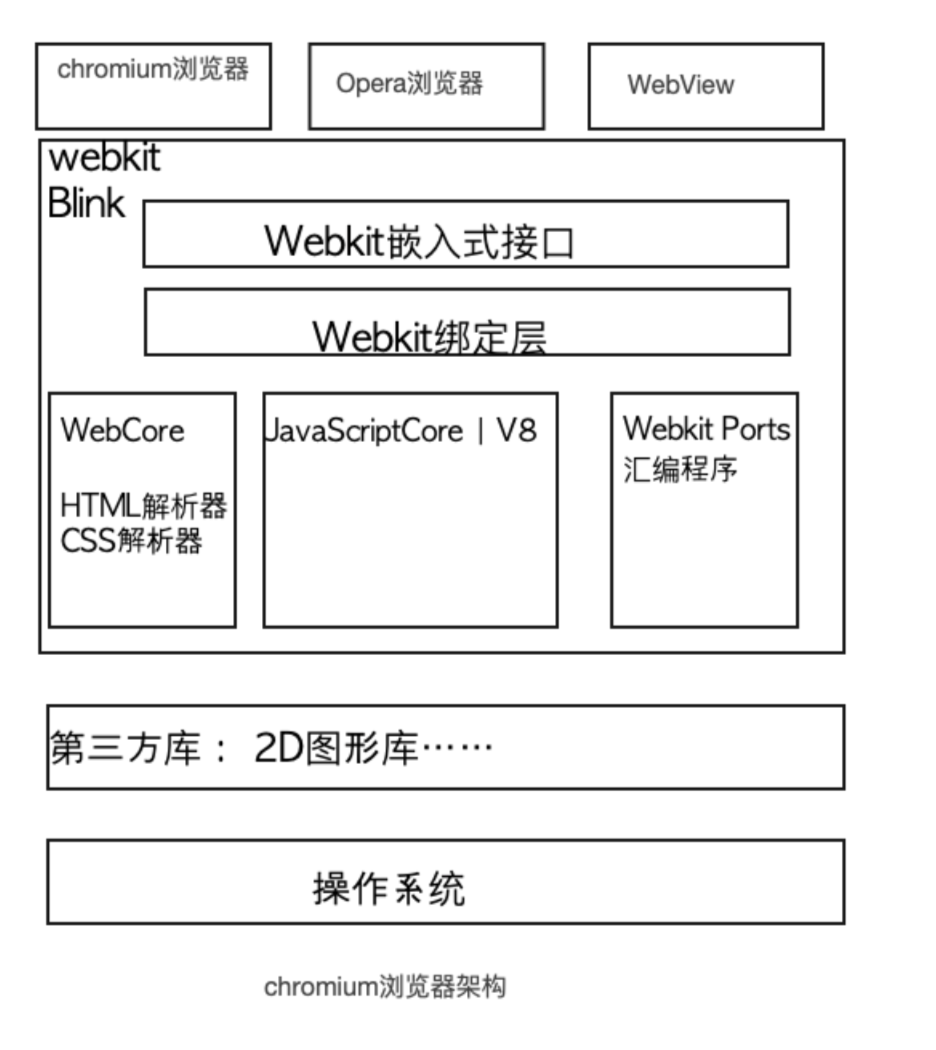 chromium浏览器
Opera浏览器
WebView
webkit
Blink
Webkit嵌入式接口
Webkit绑定层
WebCore
HTML解析器
CSS解析器
JavaScriptCore | V8
Webkit Ports
汇编程序
第三方库： 2D图形库……
操作系统
chromium浏览器架构